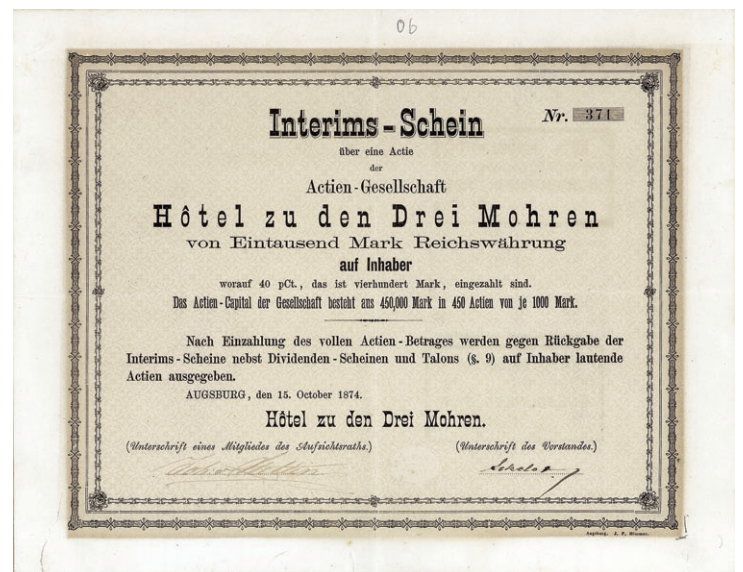 06
Interims-Schein
Nr. 371
über eine Actie
der
Actien-Gesellschaft
Hôtel zu den Drei Mohren
von Eintausend Mark Reichswährung
auf Inhaber
worauf 40 pCt., das ist vierhundert Mark, eingezahlt sind.
Das Actien-Capital der Gesellschaft besteht aus 450,000 Mark in 450 Actien von je 1000 Mark.
Nach Einzahlung des vollen Actien-Betrages werden gegen Rückgabe der
Interims-Scheine nebst Dividenden-Scheinen und Talons (§. 9) auf Inhaber lautende
Actien ausgegeben.
AUGSBURG, den 15. October 1874.
Hôtel zu den Drei Mohren.
(Unterschrift eines Mitgliedes des Aufsichtsraths.)
(Unterschrift des Vorstandes.)
Augsburg. J. P.